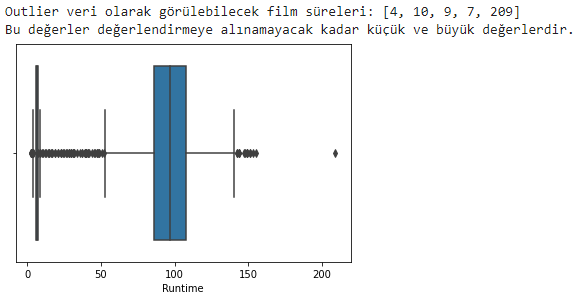 Outlier veri olarak görülebilecek film süreleri: [4, 10, 9, 7, 209]
Bu değerler değerlendirmeye alınamayacak kadar küçük ve büyük değerlerdir.
0 50 100 150 200
Runtime